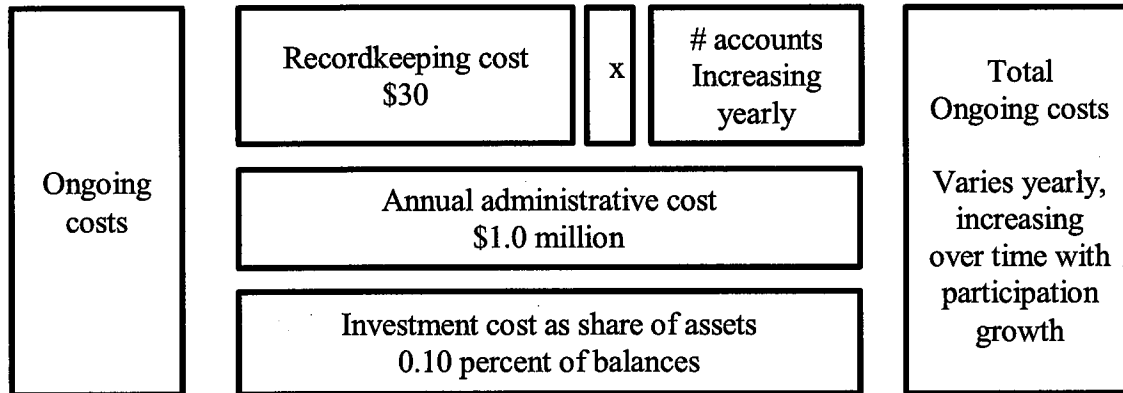 Ongoing
costs
Recordkeeping cost
$30
x
# accounts
Increasing
yearly
Annual administrative cost
$1.0 million
Investment cost as share of assets
0.10 percent of balances
Total
Ongoing costs
Varies yearly,
increasing
over time with
participation
growth